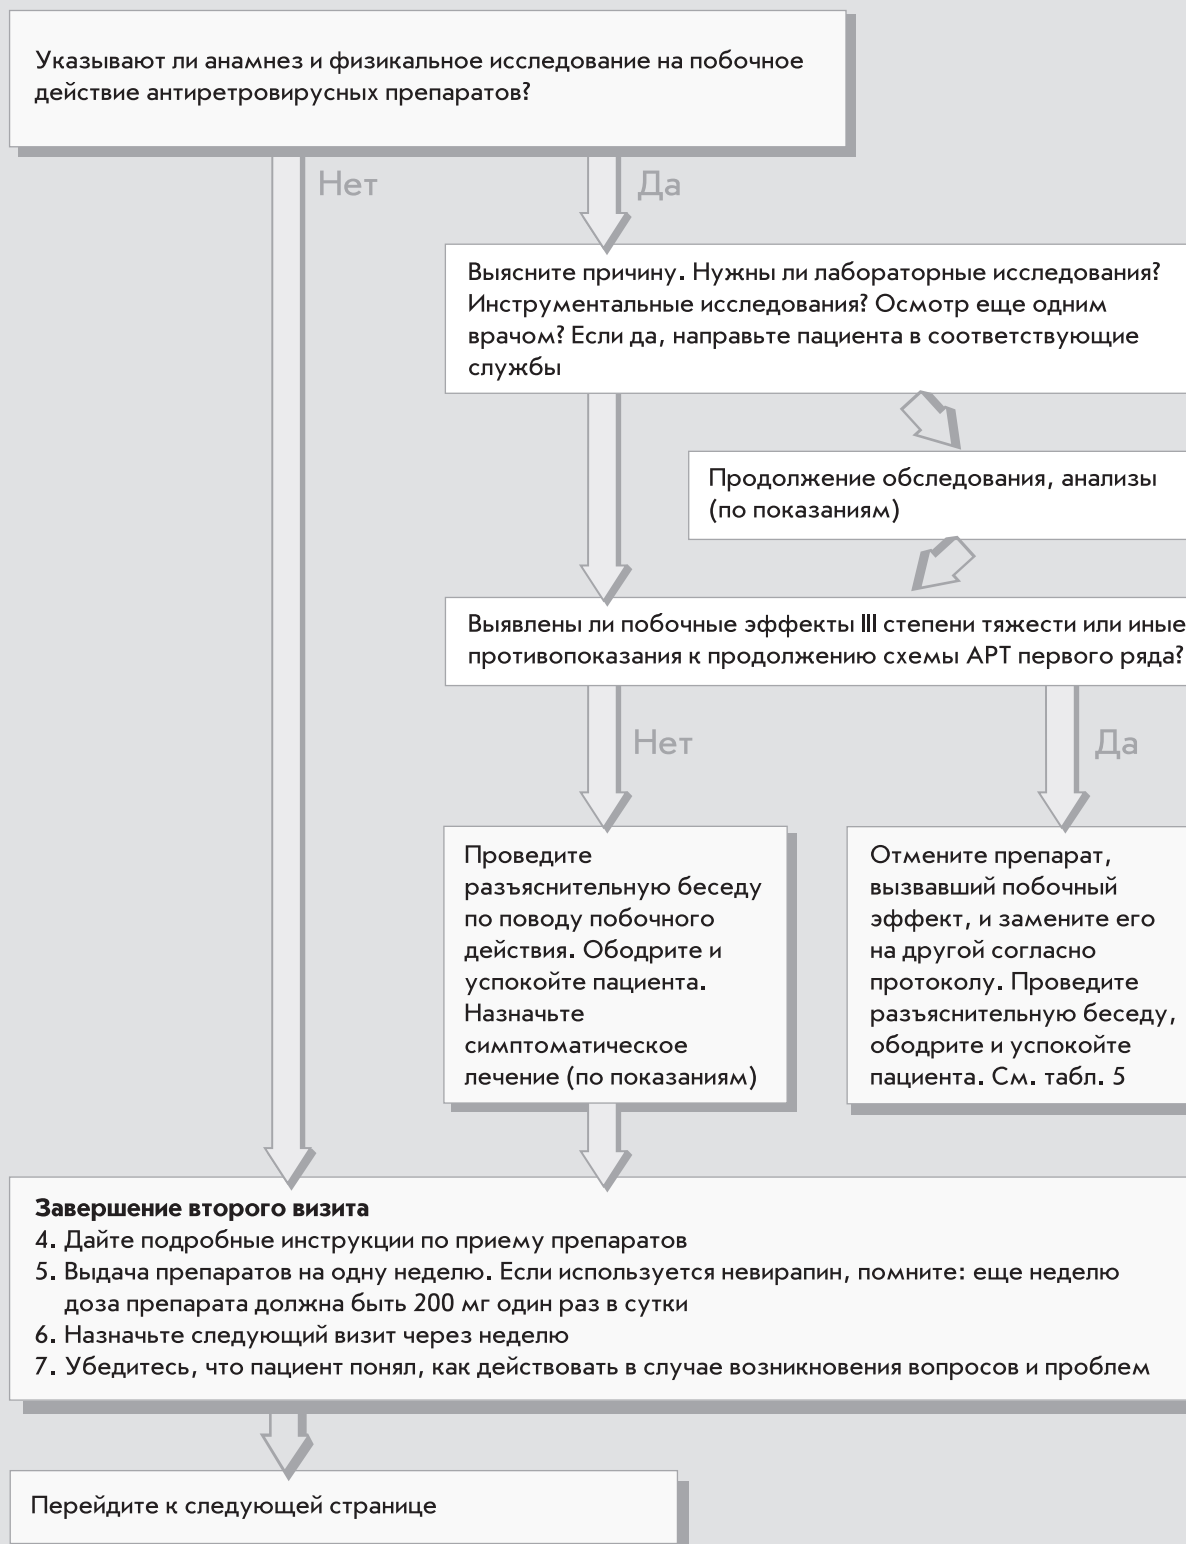 Указывают ли анамнез и физикальное исследование на побочное
действие антиретровирусных препаратов?
Нет
Да
Выясните причину. Нужны ли лабораторные исследования?
Инструментальные исследования? Осмотр еще одним
врачом? Если да, направьте пациента в соответствующие
службы
Продолжение обследования, анализы
(по показаниям)
Выявлены ли побочные эффекты III степени тяжести или иные
противопоказания к продолжению схемы АРТ первого ряда?
Нет
Да
Проведите
разъяснительную беседу
по поводу побочного
действия. Ободрите и
успокойте пациента.
Назначьте
симптоматическое
лечение (по показаниям)
Отмените препарат,
вызвавший побочный
эффект, и замените его
на другой согласно
протоколу. Проведите
разъяснительную беседу,
ободрите и успокойте
пациента. См. табл. 5
Завершение второго визита
4. Дайте подробные инструкции по приему препаратов
5. Выдача препаратов на одну неделю. Если используется невирапин, помните: еще неделю
доза препарата должна быть 200 мг один раз в сутки
6. Назначьте следующий визит через неделю
7. Убедитесь, что пациент понял, как действовать в случае возникновения вопросов и проблем
Перейдите к следующей странице